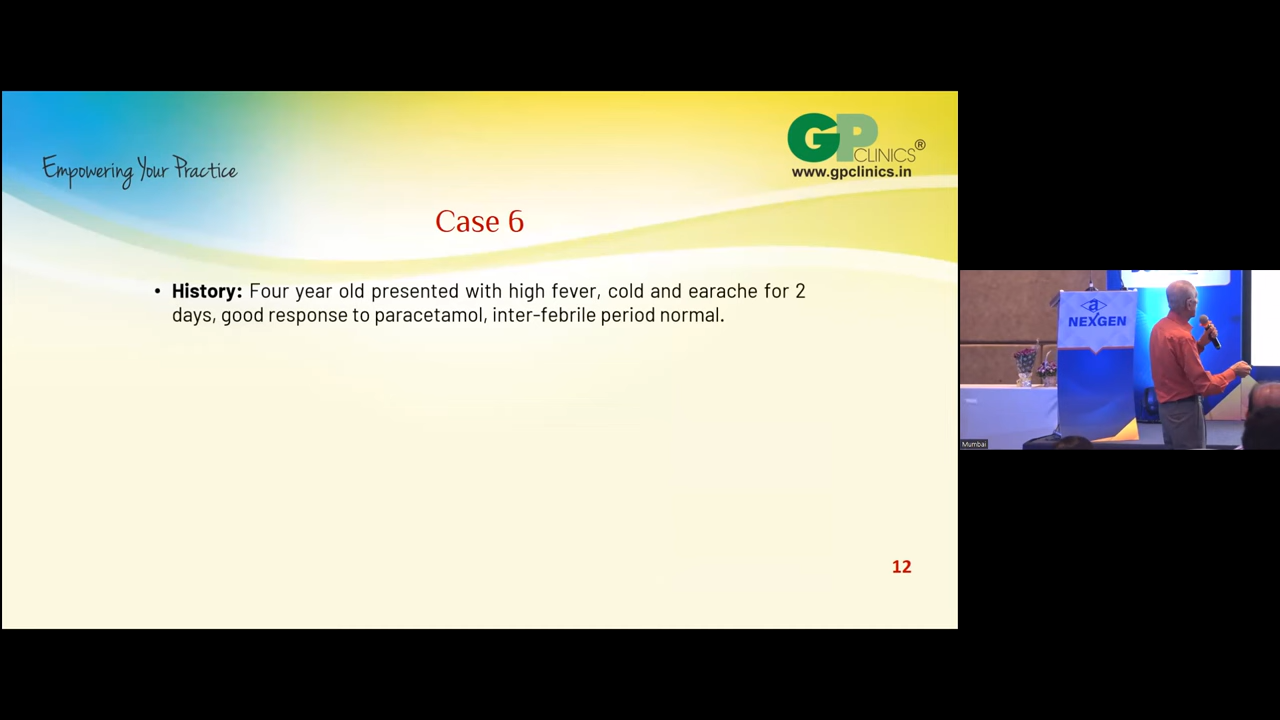 Empowering Your Practice
GP
CLINICS®
www.gpclinics.in
Case 6
• History: Four year old presented with high fever, cold and earache for 2
days, good response to paracetamol, inter-febrile period normal.
12
a
NEXGEN
Mumbai